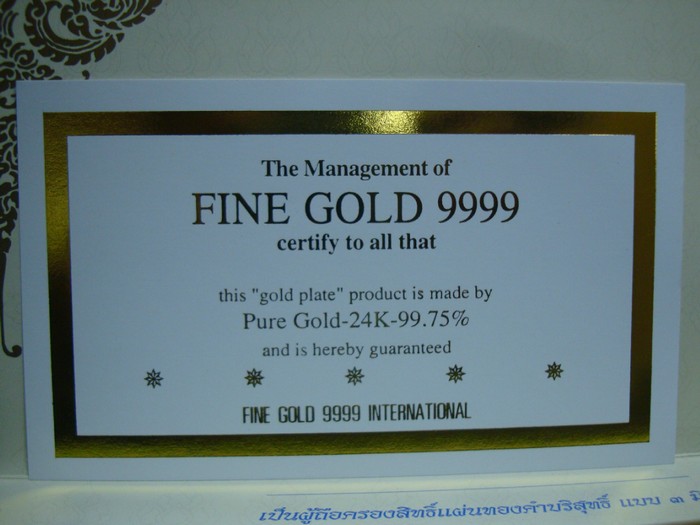 The Management of
FINE GOLD 9999
certify to all that
this "gold plate" product is made by
Pure Gold-24K-99.75%
and is hereby guaranteed
FINE GOLD 9999 INTERNATIONAL
เป็นผู้ถือครองสิทธิ์แผ่นทองคำบริสุทธิ์ แบบ ๓